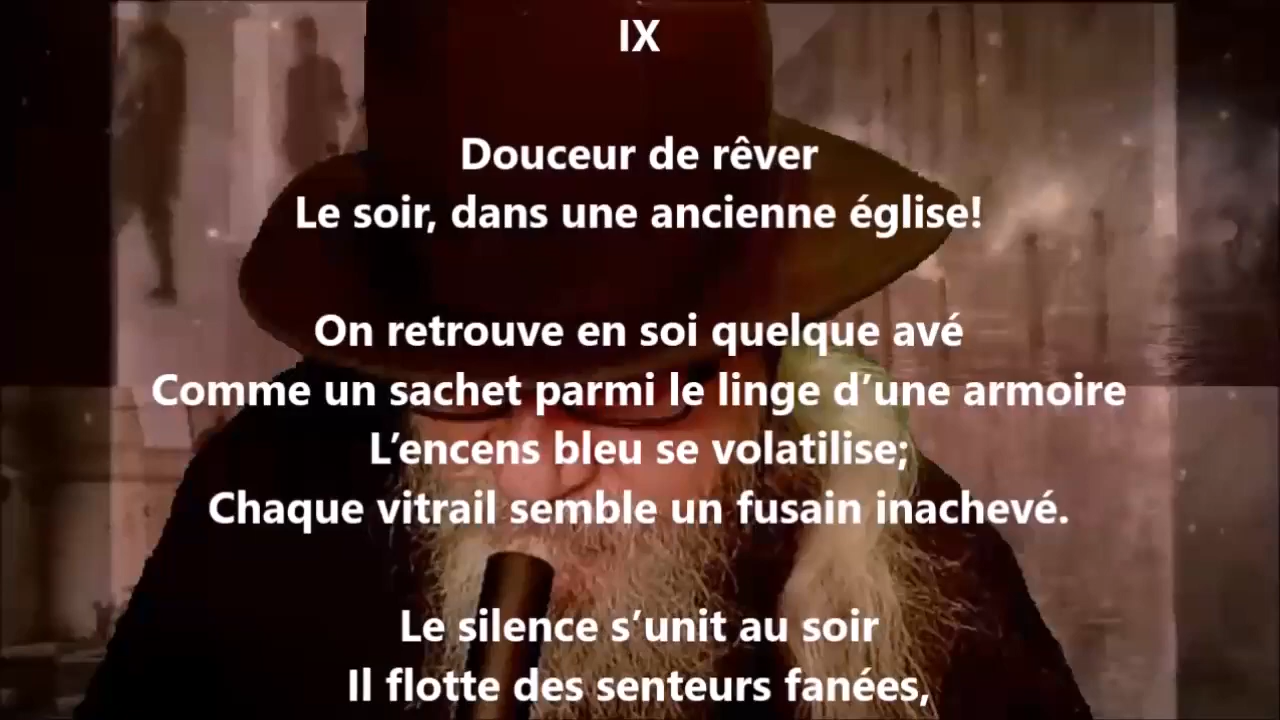 IX
Douceur de rêver
Le soir, dans une ancienne église!
On retrouve en soi quelque avé
Comme un sachet parmi le linge d’une armoire
L’encens bleu se volatilise;
Chaque vitrail semble un fusain inachevé.
Le silence s’unit au soir
Il flotte des senteurs fanées,